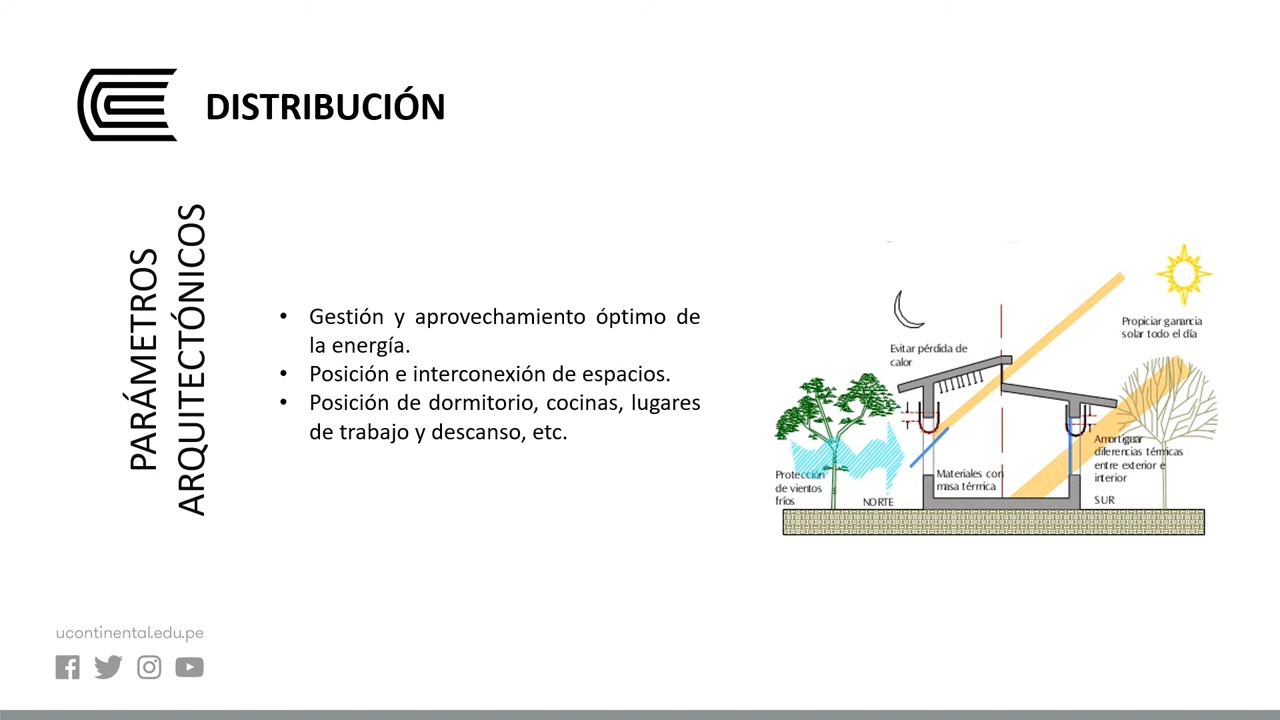 DISTRIBUCIÓN
PARÁMETROS
ARQUITECTÓNICOS
• Gestión y aprovechamiento óptimo de
la energía.
• Posición e interconexión de espacios.
• Posición de dormitorio, cocinas, lugares
de trabajo y descanso, etc.
Propiciar ganancia
solar todo el día
Evitar pérdida de
calor
Amortiguar
diferencias térmicas
entre exterior e
interior
Materiales con
masa térmica
Protección
de vientos
fríos
NORTE
SUR
ucontinental.edu.pe